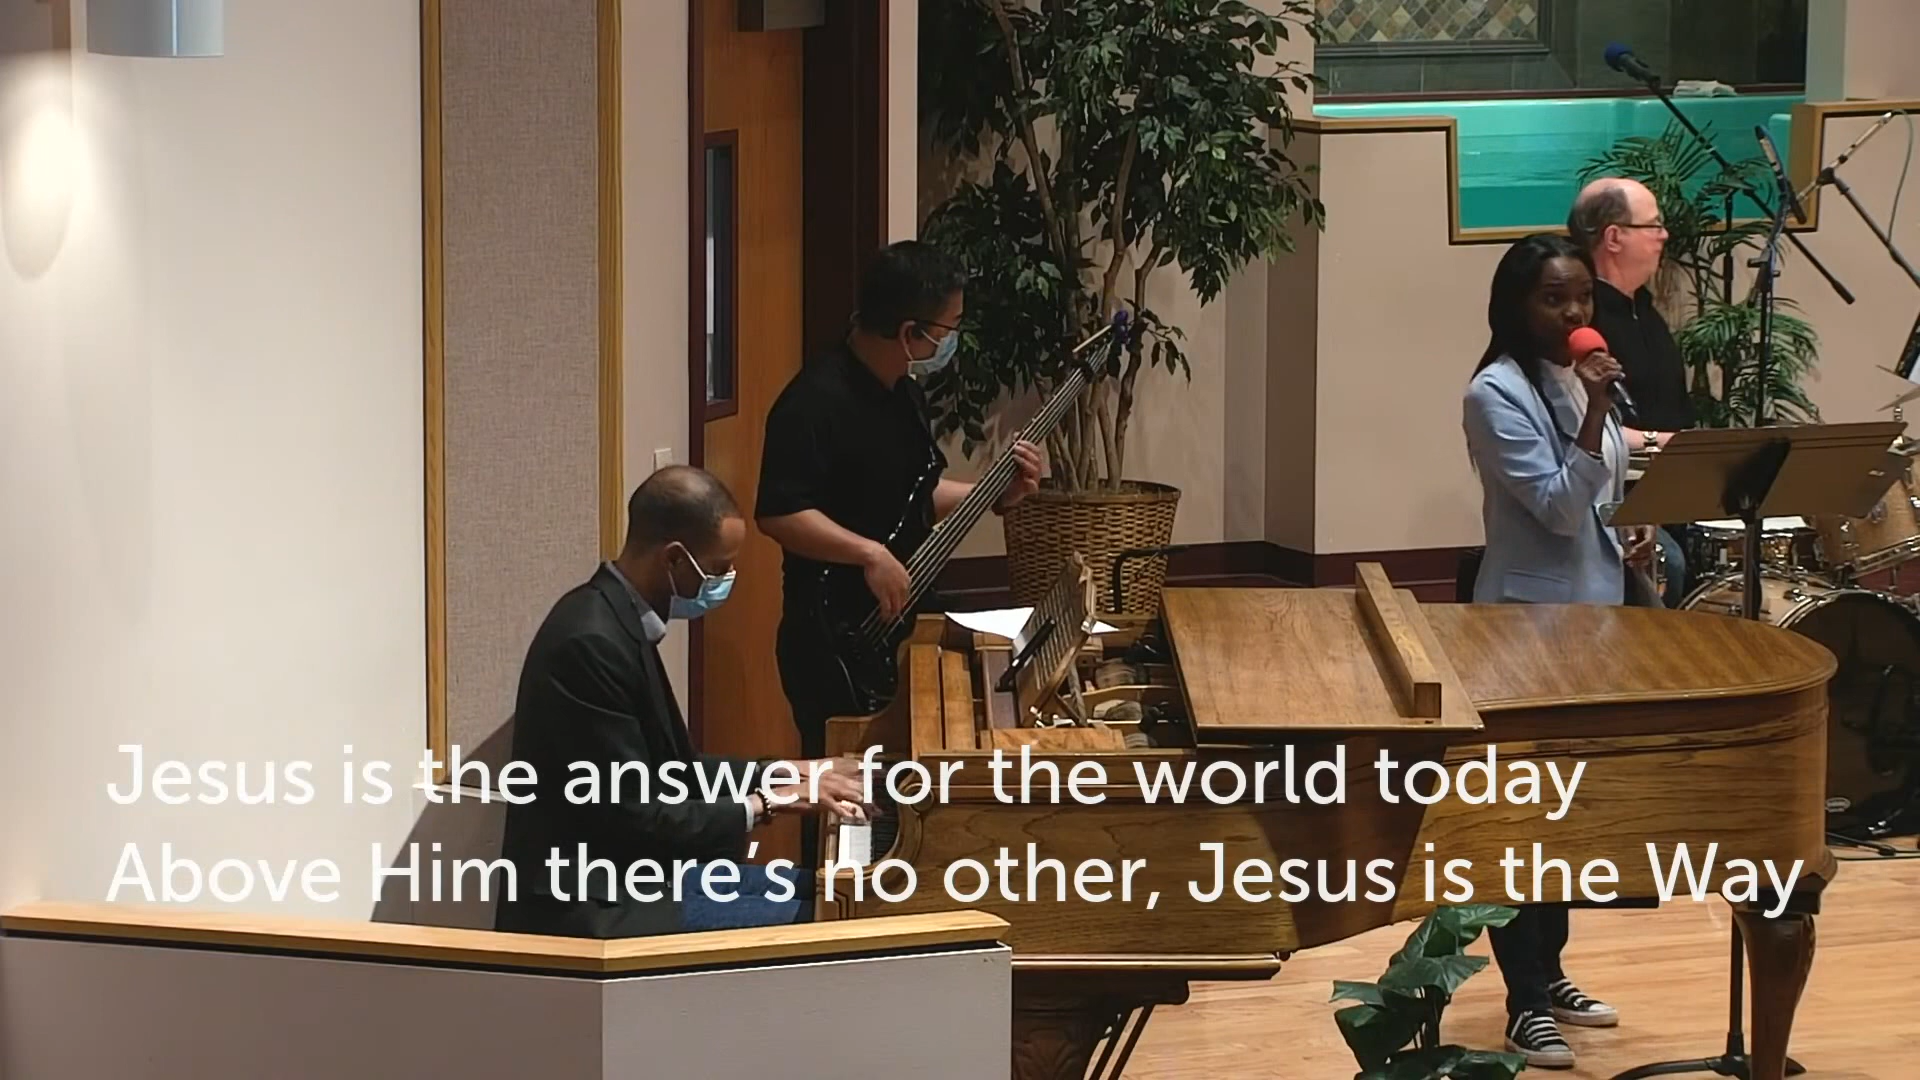 Jesus is the answer for the world today
Above Him there's no other, Jesus is the Way